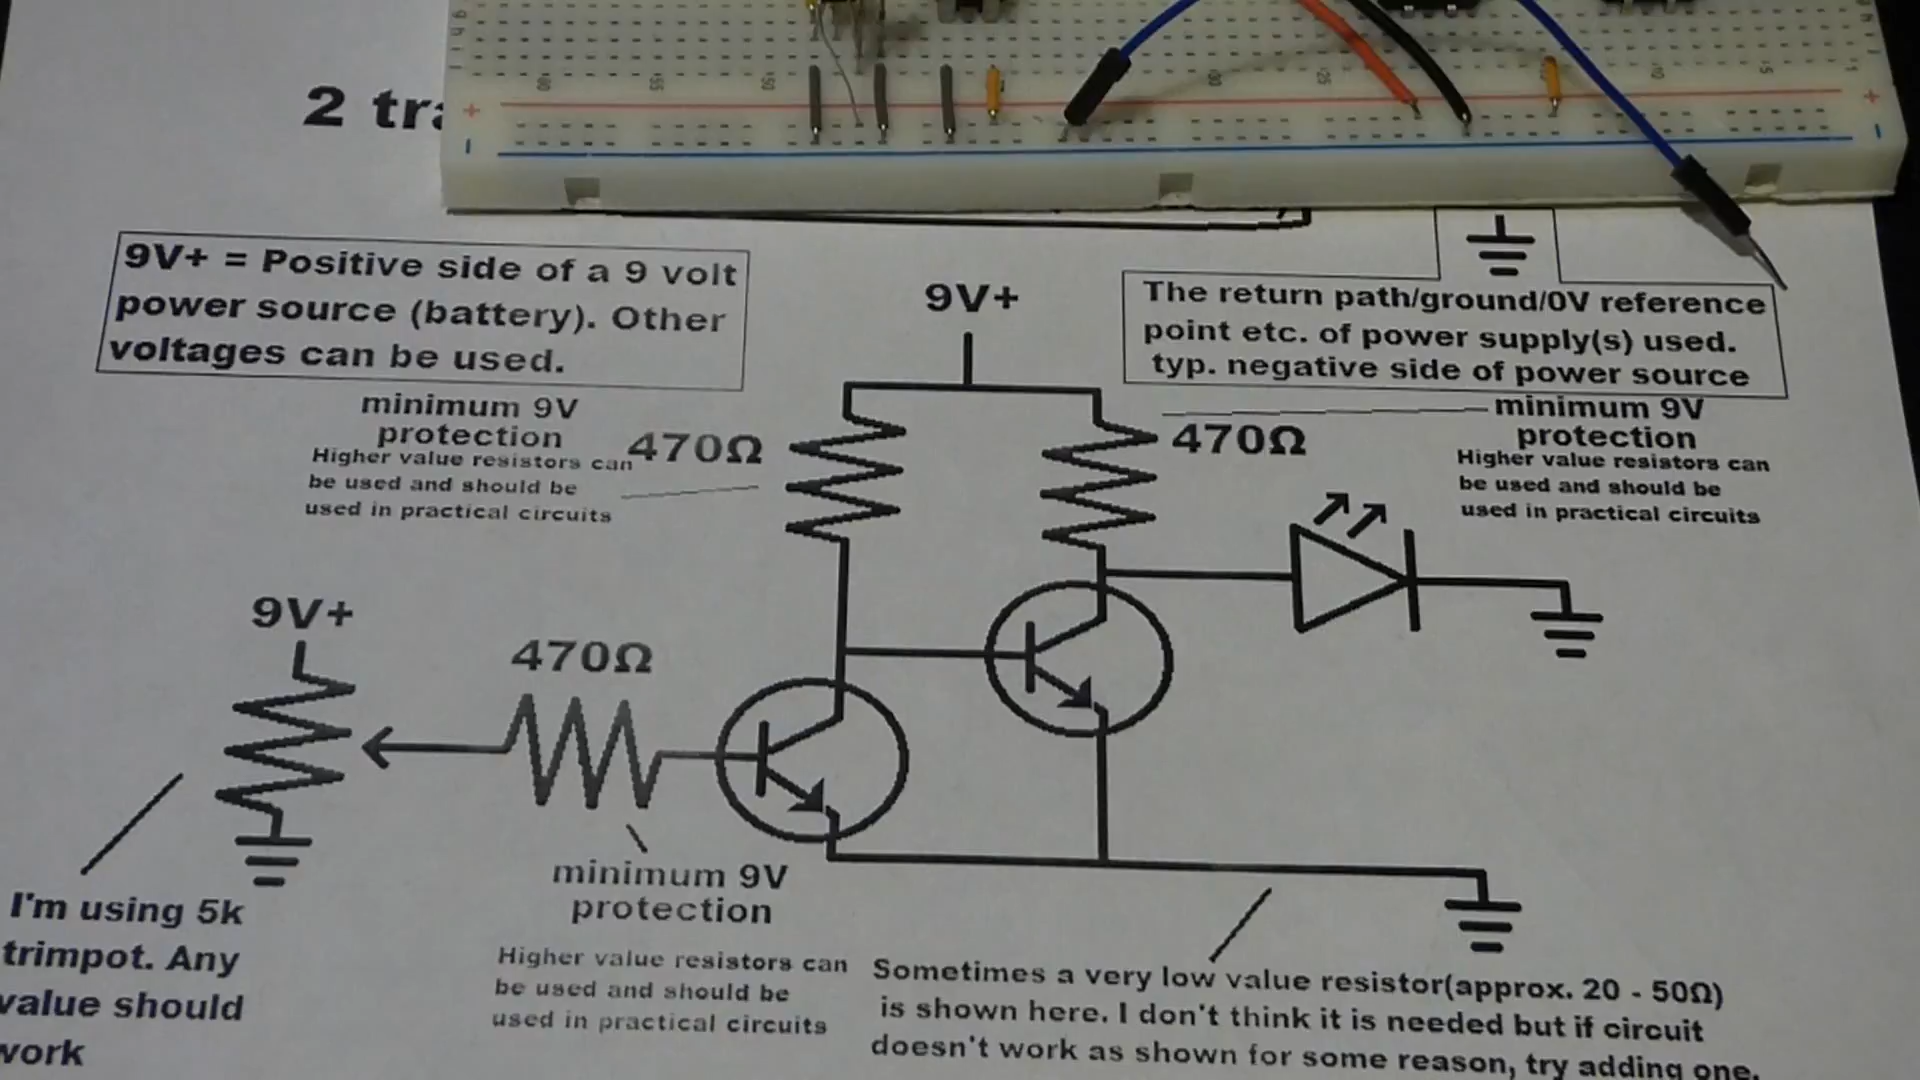 2
9V+ = Positive side of a 9 volt
power source (battery). Other
voltages can be used.
9V+
The return path/ground/0V reference
point etc. of power supply(s) used.
typ. negative side of power source
minimum 9V
protection
Higher value resistors can
be used and should be
used in practical circuits
470Ω
470Ω
minimum 9V
protection
Higher value resistors can
be used and should be
used in practical circuits
9V+
470Ω
I'm using 5k
trimpot. Any
value should
work
minimum 9V
protection
Higher value resistors can
be used and should be
used in practical circuits
Sometimes a very low value resistor(approx. 20 - 50Ω)
is shown here. I don't think it is needed but if circuit
doesn't work as shown for some reason, try adding one.